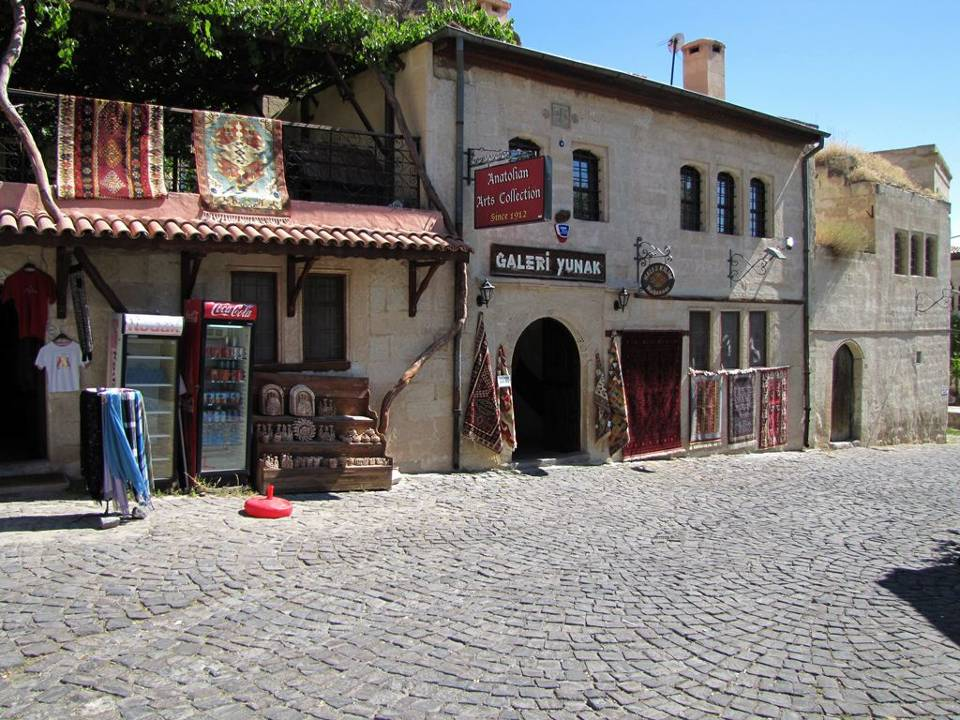 Anatolian
Arts Collection
Since 1912
GALERİ YUNAK
Coca-Cola